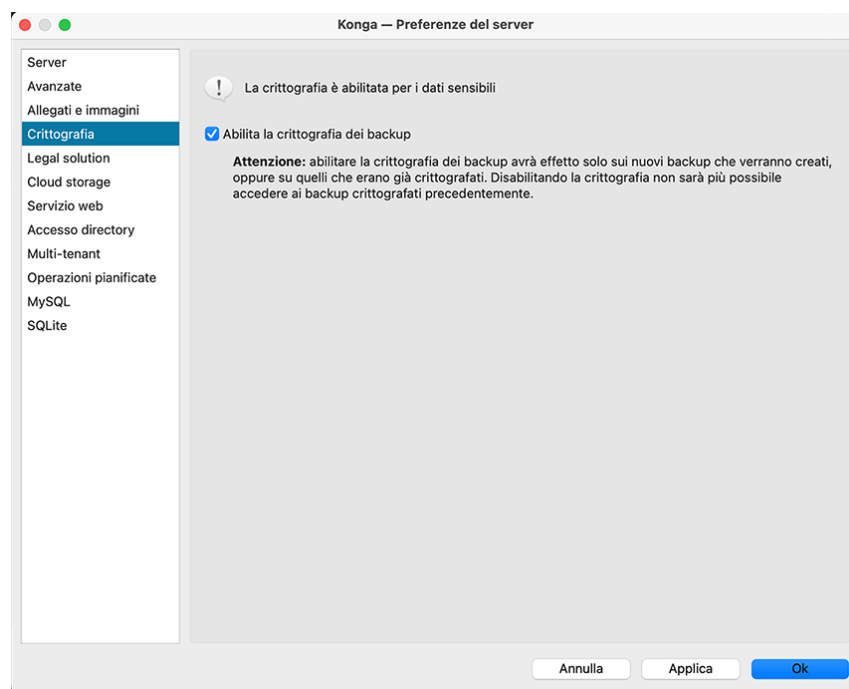 Konga — Preferenze del server
Server
Avanzate
Allegati e immagini
Crittografia
Legal solution
Cloud storage
Servizio web
Accesso directory
Multi-tenant
Operazioni pianificate
MySQL
SQLite
La crittografia è abilitata per i dati sensibili
Abilita la crittografia dei backup
Attenzione: abilitare la crittografia dei backup avrà effetto solo sui nuovi backup che verranno creati,
oppure su quelli che erano già crittografati. Disabilitando la crittografia non sarà più possibile
accedere ai backup crittografati precedentemente.
Annulla
Applica
Ok